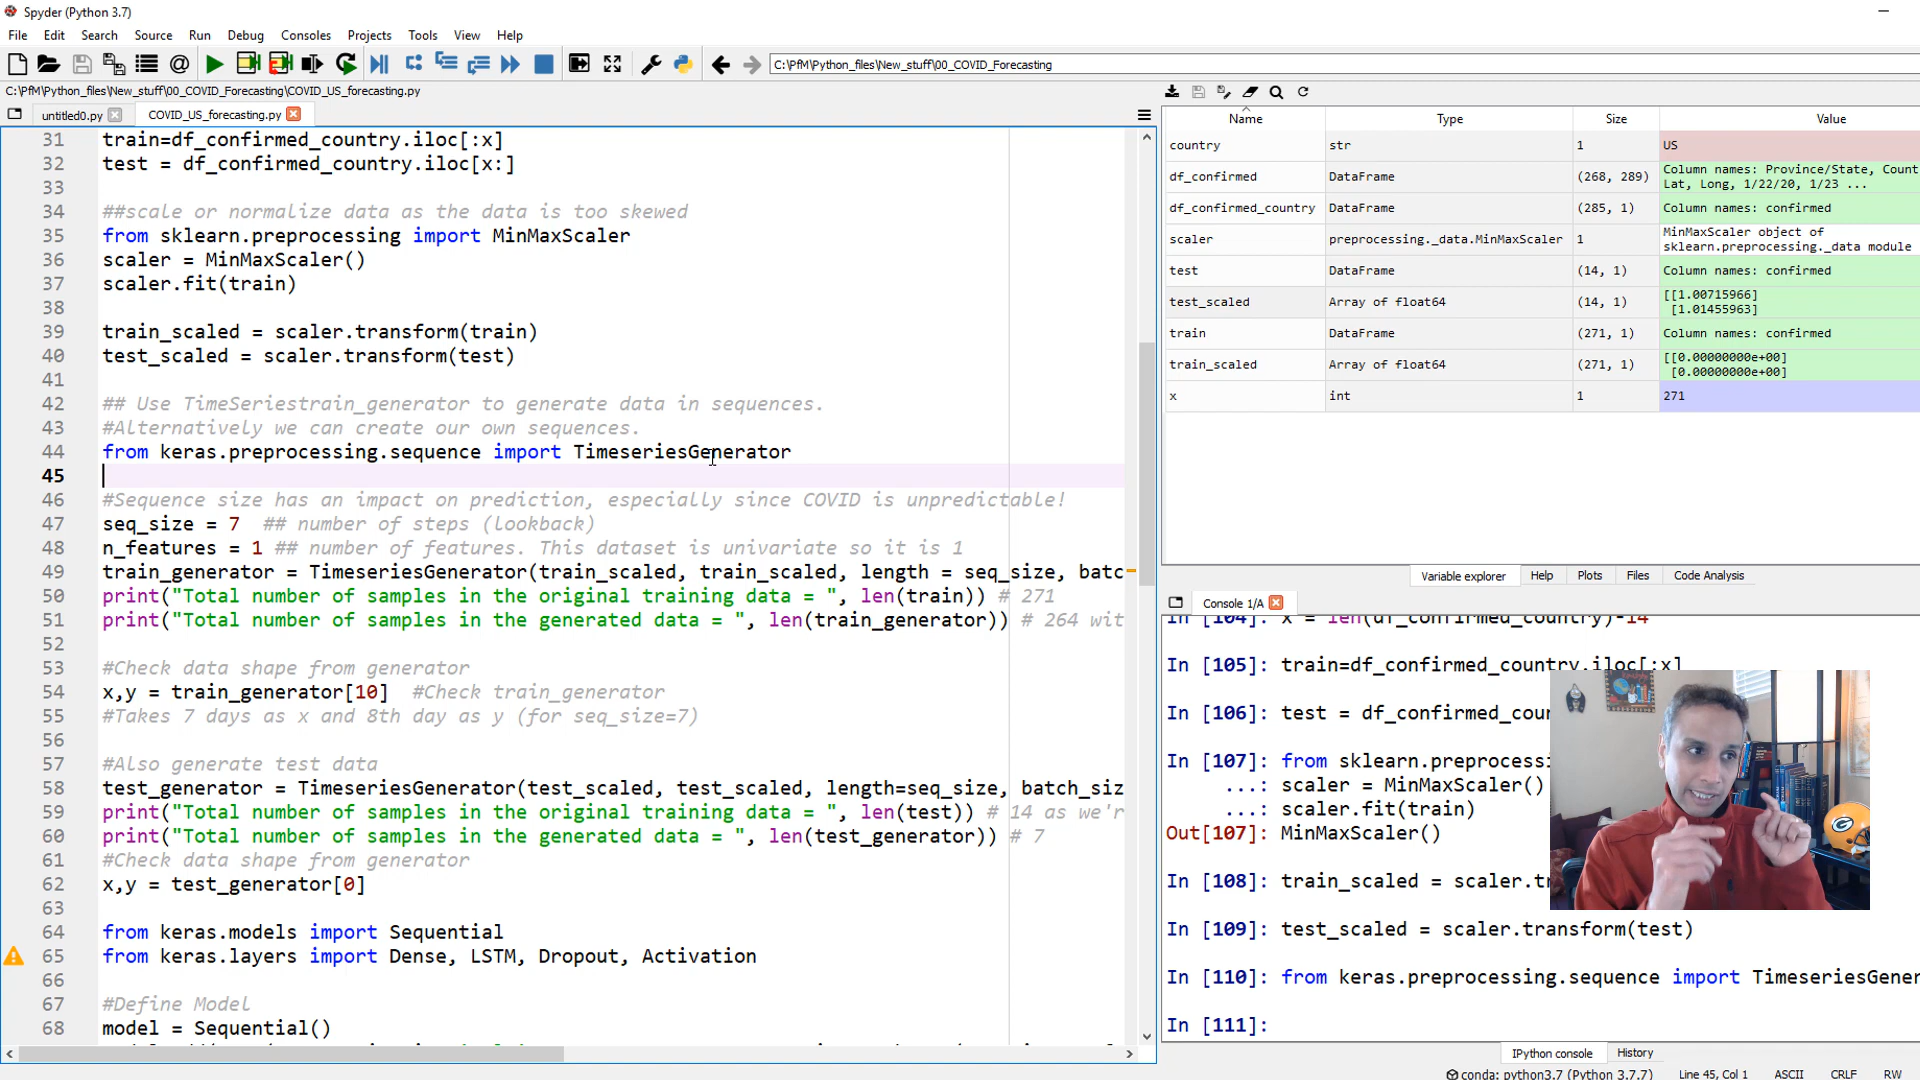 Spyder (Python 3.7)
File Edit Search Source Run Debug Consoles Projects Tools View Help
C:\PfM\Python_files\New_stuff\00_COVID_Forecasting
C:\PfM\Python_files\New_stuff\00_COVID_Forecasting\COVID_US_forecasting.py
untitled0.py COVID_US_forecasting.py
31 train=df_confirmed_country.iloc[:x]
32 test = df_confirmed_country.iloc[x:]
33
34 ##scale or normalize data as the data is too skewed
35 from sklearn.preprocessing import MinMaxScaler
36 scaler = MinMaxScaler()
37 scaler.fit(train)
38
39 train_scaled = scaler.transform(train)
40 test_scaled = scaler.transform(test)
41
42 ## Use TimeSeriestrain_generator to generate data in sequences.
43 #Alternatively we can create our own sequences.
44 from keras.preprocessing.sequence import TimeseriesGenerator
45
46 #Sequence size has an impact on prediction, especially since COVID is unpredictable!
47 seq_size = 7 ## number of steps (lookback)
48 n_features = 1 ## number of features. This dataset is univariate so it is 1
49 train_generator = TimeseriesGenerator(train_scaled, train_scaled, length = seq_size, batc
50 print("Total number of samples in the original training data = ", len(train)) # 271
51 print("Total number of samples in the generated data = ", len(train_generator)) # 264 wit
52
53 #Check data shape from generator
54 x,y = train_generator[10] #Check train_generator
55 #Takes 7 days as x and 8th day as y (for seq_size=7)
56
57 #Also generate test data
58 test_generator = TimeseriesGenerator(test_scaled, test_scaled, length=seq_size, batch_siz
59 print("Total number of samples in the original training data = ", len(test)) # 14 as we'r
60 print("Total number of samples in the generated data = ", len(test_generator)) # 7
61 #Check data shape from generator
62 x,y = test_generator[0]
63
64 from keras.models import Sequential
65 from keras.layers import Dense, LSTM, Dropout, Activation
66
67 #Define Model
68 model = Sequential()
Name Type Size Value
country str 1 US
df_confirmed DataFrame (268, 289) Column names: Province/State, Count
Lat, Long, 1/22/20, 1/23 ...
df_confirmed_country DataFrame (285, 1) Column names: confirmed
scaler preprocessing._data.MinMaxScaler 1 MinMaxScaler object of
sklearn.preprocessing._data module
test DataFrame (14, 1) Column names: confirmed
test_scaled Array of float64 (14, 1) [[1.00715966]
[1.01455963]
train DataFrame (271, 1) Column names: confirmed
train_scaled Array of float64 (271, 1) [[0.00000000e+00]
[0.00000000e+00]
x int 1 271
Variable explorer Help Plots Files Code Analysis
Console 1/A
In [104]: x = len(df_confirmed_country)-14
In [105]: train=df_confirmed_country.iloc[:x]
In [106]: test = df_confirmed_cou
In [107]: from sklearn.preprocessi
...: scaler = MinMaxScaler()
...: scaler.fit(train)
Out[107]: MinMaxScaler()
In [108]: train_scaled = scaler.tr
In [109]: test_scaled = scaler.transform(test)
In [110]: from keras.preprocessing.sequence import TimeseriesGener
In [111]:
IPython console History
conda: python3.7 (Python 3.7.7) Line 45, Col 1 ASCII CRLF RW